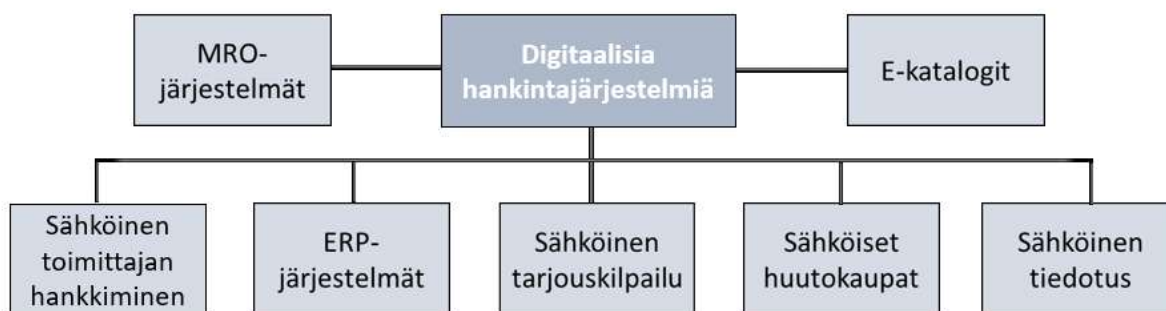 MRO-
järjestelmät
Digitaalisia
hankintajärjestelmiä
E-katalogit
Sähköinen
toimittajan
hankkiminen
ERP-
järjestelmät
Sähköinen
tarjouskilpailu
Sähköiset
huutokaupat
Sähköinen
tiedotus